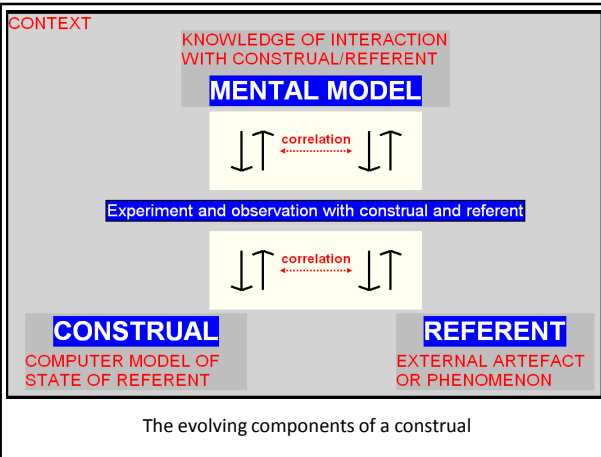 CONTEXT
KNOWLEDGE OF INTERACTION
WITH CONSTRUAL/REFERENT
MENTAL MODEL
correlation
Experiment and observation with construal and referent
correlation
CONSTRUAL
COMPUTER MODEL OF
STATE OF REFERENT
REFERENT
EXTERNAL ARTEFACT
OR PHENOMENON
The evolving components of a construal